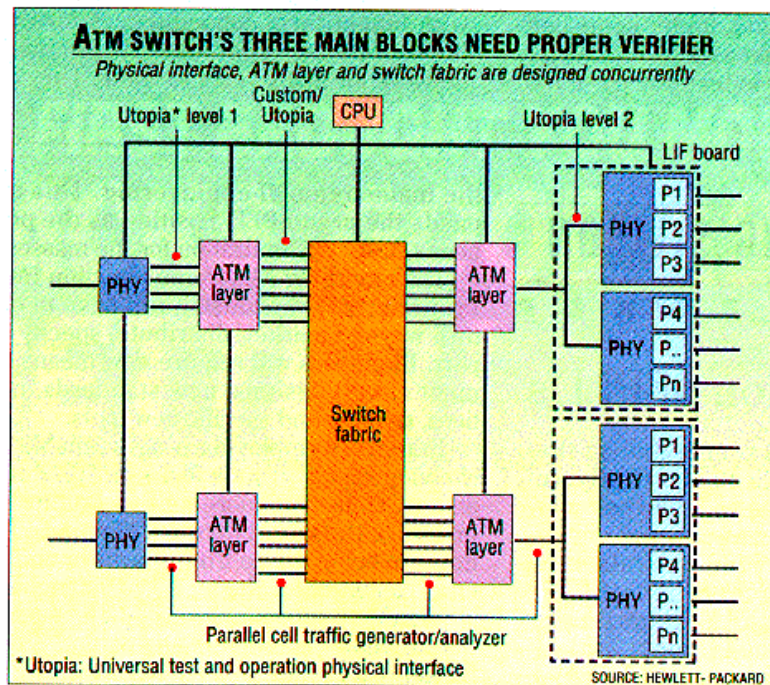 ATM SWITCH'S THREE MAIN BLOCKS NEED PROPER VERIFIER
Physical interface, ATM layer and switch fabric are designed concurrently
Utopia* level 1
Custom/
Utopia
CPU
Utopia level 2
LIF board
PHY
ATM
layer
Switch
fabric
ATM
layer
PHY
P1
P2
P3
PHY
P4
P..
Pn
PHY
ATM
layer
ATM
layer
PHY
P1
P2
P3
PHY
P4
P..
Pn
Parallel cell traffic generator/analyzer
*Utopia: Universal test and operation physical interface
SOURCE: HEWLETT- PACKARD